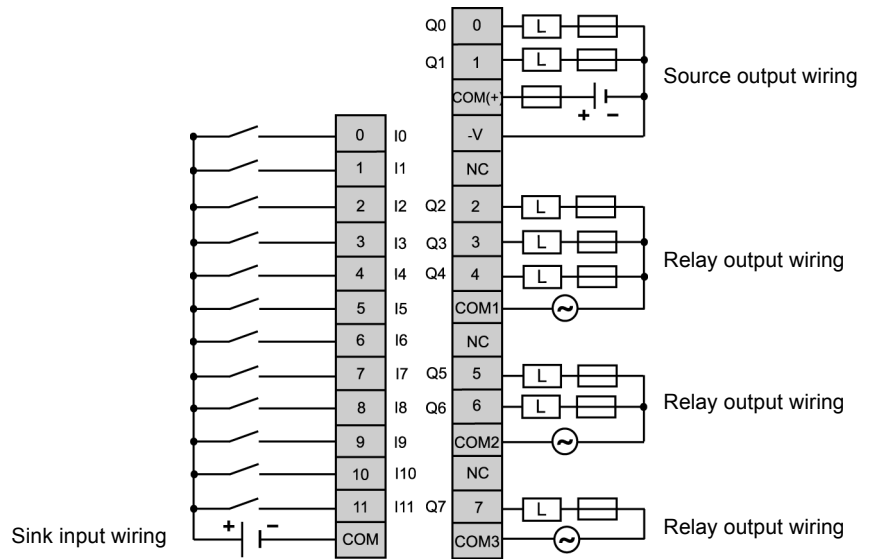 Q0 0 L
Q1 1 L
Source output wiring
COM(+)
+ −
0 I0 -V
1 I1 NC
2 I2 Q2 2 L
3 I3 Q3 3 L
Relay output wiring
4 I4 Q4 4 L
5 I5 COM1 ~
6 I6 NC
7 I7 Q5 5 L
8 I8 Q6 6 L
Relay output wiring
9 I9 COM2 ~
10 I10 NC
11 I11 Q7 7 L
Sink input wiring + − COM COM3 ~
Relay output wiring